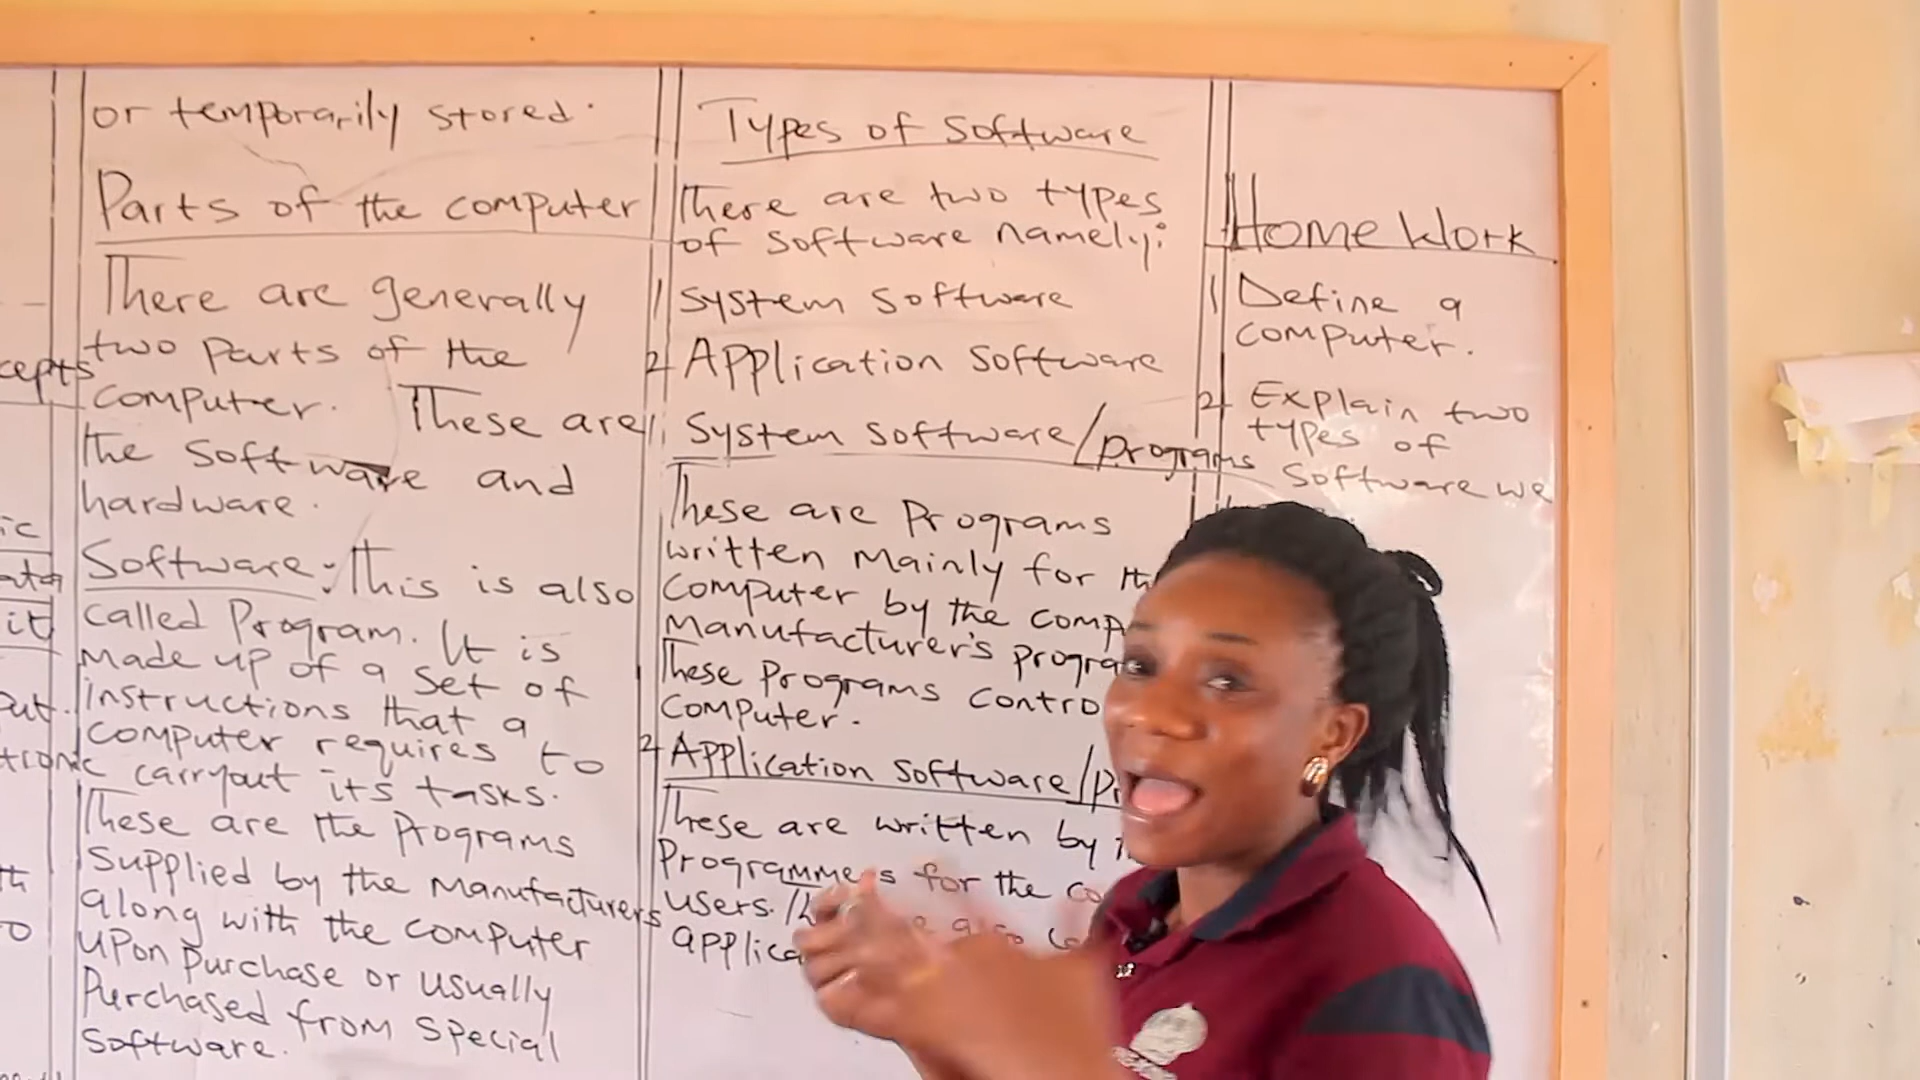 or temporarily stored.
Parts of the computer
There are generally
two parts of the
computer. These are
the software and
hardware.
Software:- This is also
called Program. It is
made up of a set of
instructions that a
computer requires to
carryout its tasks.
These are the Programs
supplied by the manufacturers
along with the computer
upon purchase or usually
Purchased from special
software.
Types of Software
There are two types
of software namely;
1 System software
2 Application software
1 System software/programs
These are Programs
written mainly for
computer by the
manufacturer's
These Programs
computer.
2 Application software/
These are written by
Programmers for the
users.
Home Work
1 Define a
computer.
2 Explain two
types of
Software we